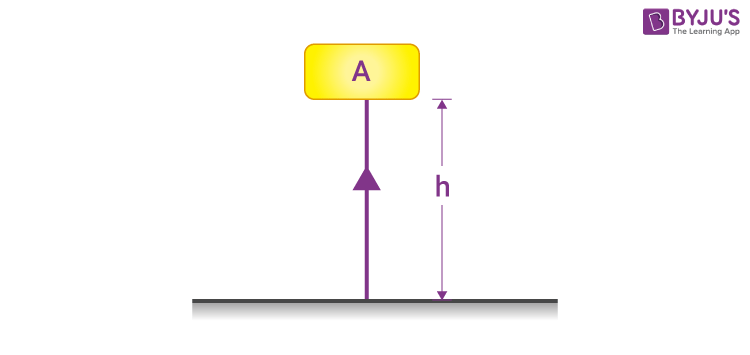 BYJU'S
The Learning App
A
h